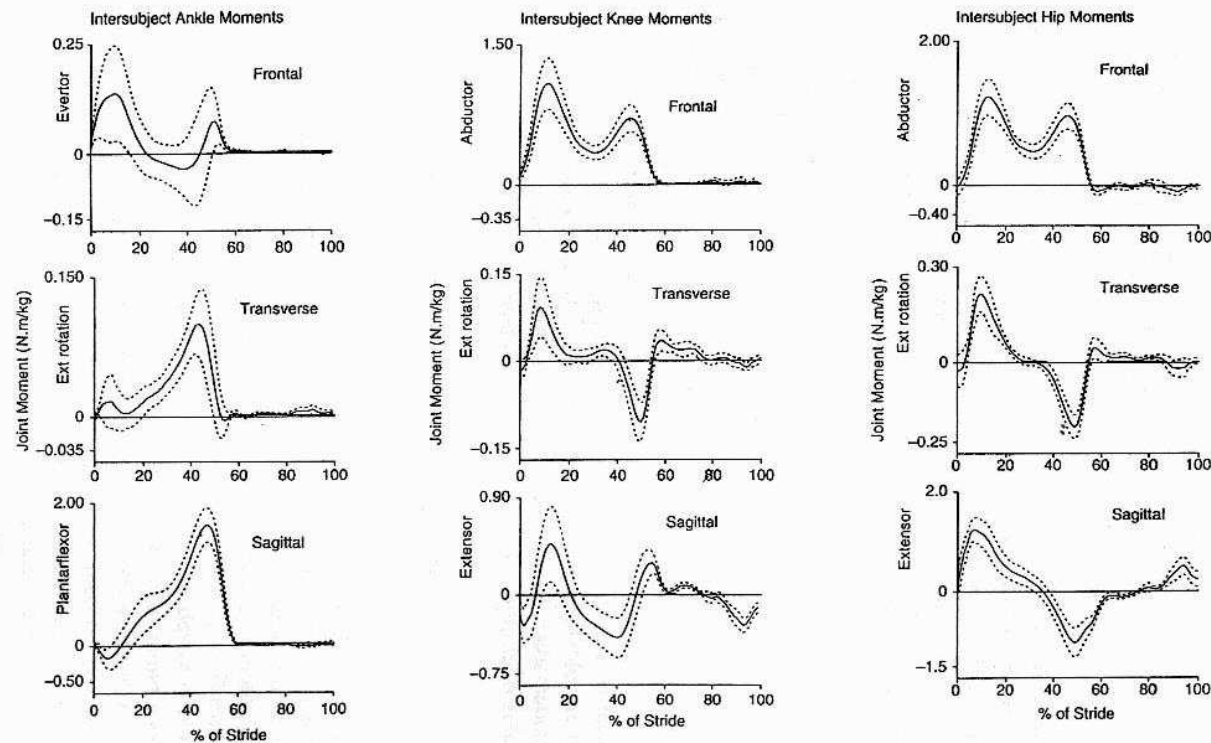 Intersubject Ankle Moments
0.25
Evertor
Frontal
0
−0.15
0 20 40 60 80 100
0.150
Joint Moment (N.m/kg)
Ext rotation
Transverse
0
−0.035
0 20 40 60 80 100
2.00
Plantarflexor
Sagittal
0
−0.50
0 20 40 60 80 100
% of Stride
Intersubject Knee Moments
1.50
Abductor
Frontal
0
−0.35
0 20 40 60 80 100
0.15
Joint Moment (N.m/kg)
Ext rotation
Transverse
0
−0.15
0 20 40 60 80 100
0.90
Extensor
Sagittal
0
−0.75
0 20 40 60 80 100
% of Stride
Intersubject Hip Moments
2.00
Abductor
Frontal
0
−0.40
0 20 40 60 80 100
0.30
Joint Moment (N.m/kg)
Ext rotation
Transverse
0
−0.25
0 20 40 60 80 100
2.0
Extensor
Sagittal
0
−1.5
0 20 40 60 80 100
% of Stride